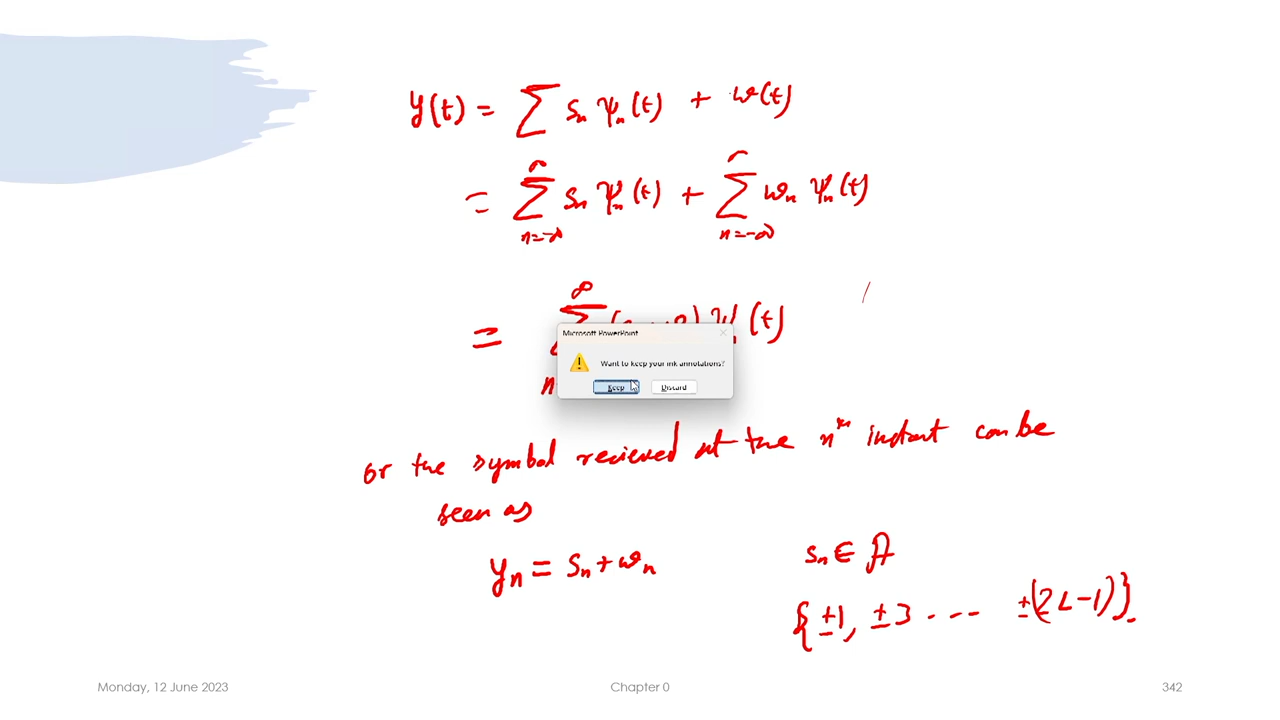 y(t) = ∑ sₙ ψₙ(t) + w(t)
= ∑ n=-∞ ∞ sₙ ψₙ(t) + ∑ n=-∞ ∞ wₙ ψₙ(t)
= ∑ ∞ (t)
n
Microsoft PowerPoint
Want to keep your ink annotations?
Keep Discard
or the symbol recieved at the nᵗʰ instant can be
seen as
yₙ = sₙ + wₙ sₙ ∈ A
{±1, ±3 ---- ±(2L-1)}.
Monday, 12 June 2023 Chapter 0 342